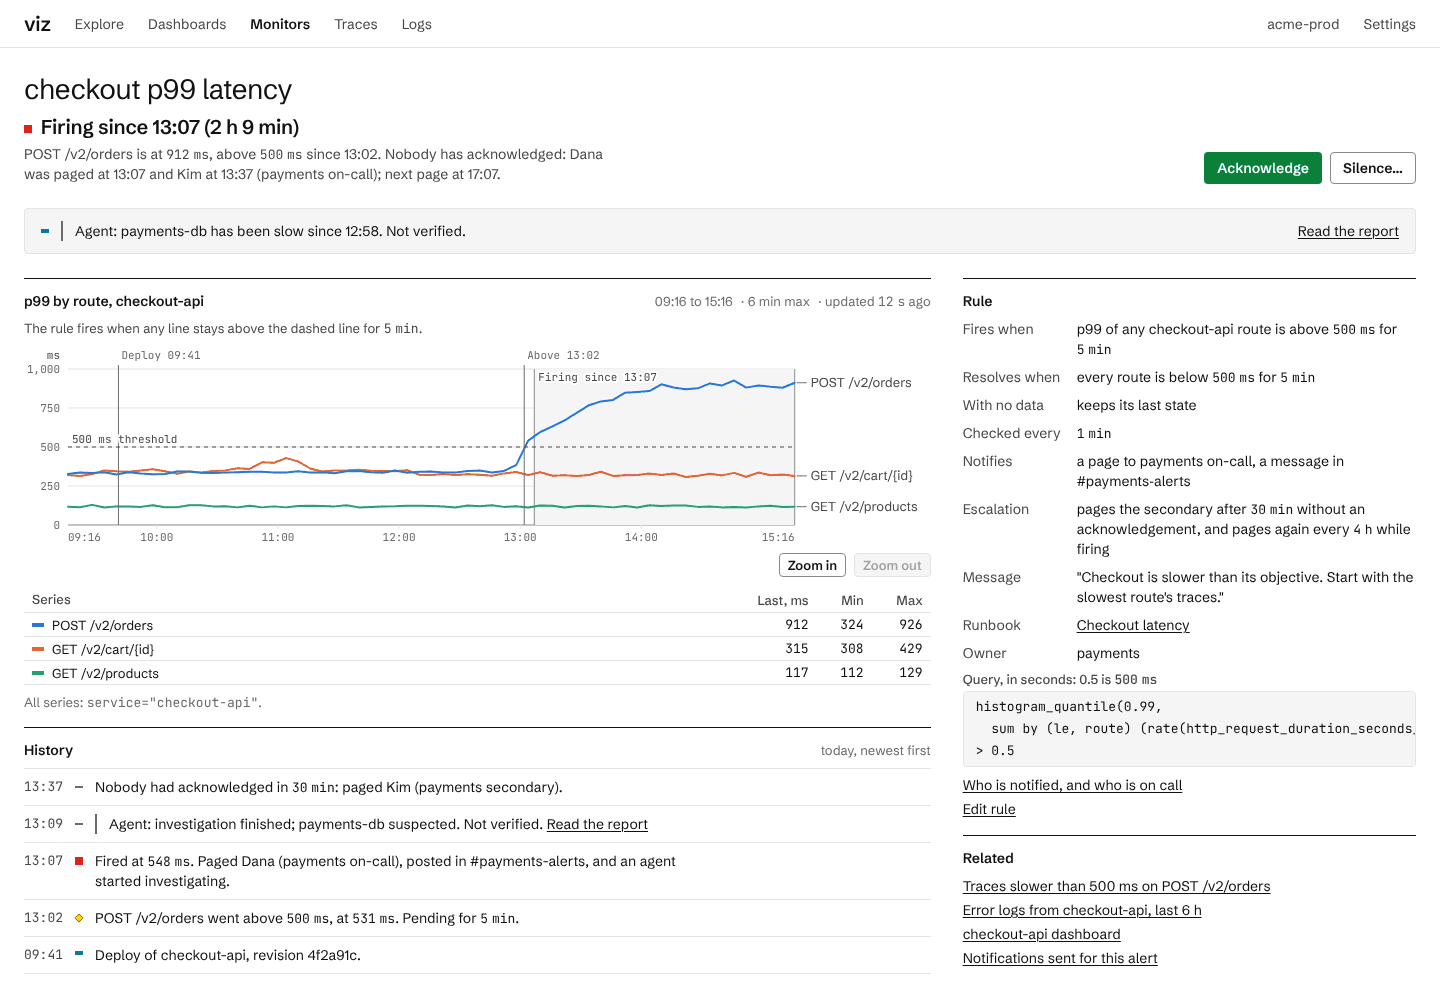 viz Explore Dashboards Monitors Traces Logs acme-prod Settings
checkout p99 latency
Firing since 13:07 (2 h 9 min)
POST /v2/orders is at 912 ms, above 500 ms since 13:02. Nobody has acknowledged: Dana
was paged at 13:07 and Kim at 13:37 (payments on-call); next page at 17:07.
Acknowledge Silence…
Agent: payments-db has been slow since 12:58. Not verified. Read the report
p99 by route, checkout-api 09:16 to 15:16 · 6 min max · updated 12 s ago
The rule fires when any line stays above the dashed line for 5 min.
ms Deploy 09:41 Above 13:02
1,000
Firing since 13:07
POST /v2/orders
750
500 ms threshold
500
GET /v2/cart/{id}
250
GET /v2/products
0
09:16 10:00 11:00 12:00 13:00 14:00 15:16
Zoom in Zoom out
Series Last, ms Min Max
POST /v2/orders 912 324 926
GET /v2/cart/{id} 315 308 429
GET /v2/products 117 112 129
All series: service="checkout-api".
History today, newest first
13:37 Nobody had acknowledged in 30 min: paged Kim (payments secondary).
13:09 Agent: investigation finished; payments-db suspected. Not verified. Read the report
13:07 Fired at 548 ms. Paged Dana (payments on-call), posted in #payments-alerts, and an agent
started investigating.
13:02 POST /v2/orders went above 500 ms, at 531 ms. Pending for 5 min.
09:41 Deploy of checkout-api, revision 4f2a91c.
Rule
Fires when p99 of any checkout-api route is above 500 ms for
5 min
Resolves when every route is below 500 ms for 5 min
With no data keeps its last state
Checked every 1 min
Notifies a page to payments on-call, a message in
#payments-alerts
Escalation pages the secondary after 30 min without an
acknowledgement, and pages again every 4 h while
firing
Message "Checkout is slower than its objective. Start with the
slowest route's traces."
Runbook Checkout latency
Owner payments
Query, in seconds: 0.5 is 500 ms
histogram_quantile(0.99,
sum by (le, route) (rate(http_request_duration_seconds_
> 0.5
Who is notified, and who is on call
Edit rule
Related
Traces slower than 500 ms on POST /v2/orders
Error logs from checkout-api, last 6 h
checkout-api dashboard
Notifications sent for this alert